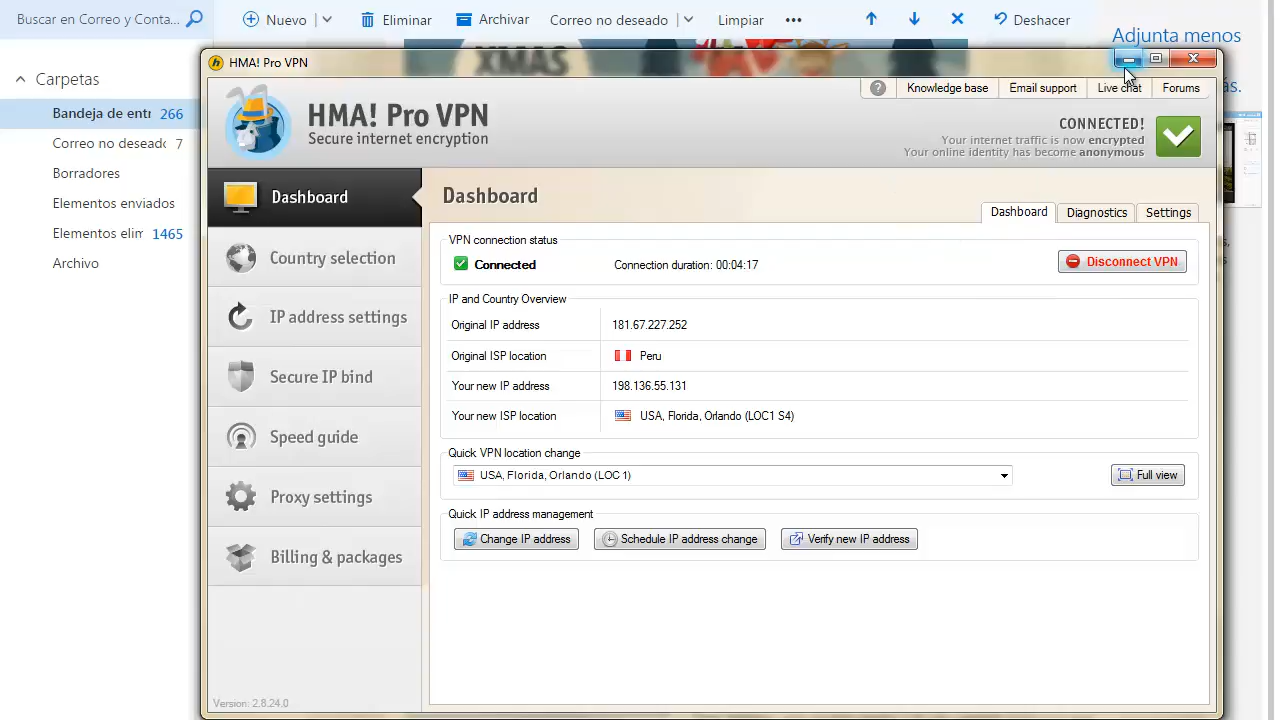 Buscar en Correo y Conta...
Nuevo
Eliminar
Archivar
Correo no deseado
Limpiar
Deshacer
Adjunta menos
Carpetas
Bandeja de entr 266
Correo no deseado 7
Borradores
Elementos enviados
Elementos elim 1465
Archivo
XMAS
HMA! Pro VPN
Knowledge base
Email support
Live chat
Forums
HMA! Pro VPN
Secure internet encryption
CONNECTED!
Your internet traffic is now encrypted
Your online identity has become anonymous
Dashboard
Country selection
IP address settings
Secure IP bind
Speed guide
Proxy settings
Billing & packages
Version: 2.8.24.0
Dashboard
Dashboard
Diagnostics
Settings
VPN connection status
Connected
Connection duration: 00:04:17
Disconnect VPN
IP and Country Overview
Original IP address 181.67.227.252
Original ISP location Peru
Your new IP address 198.136.55.131
Your new ISP location USA, Florida, Orlando (LOC1 S4)
Quick VPN location change
USA, Florida, Orlando (LOC 1)
Full view
Quick IP address management
Change IP address
Schedule IP address change
Verify new IP address